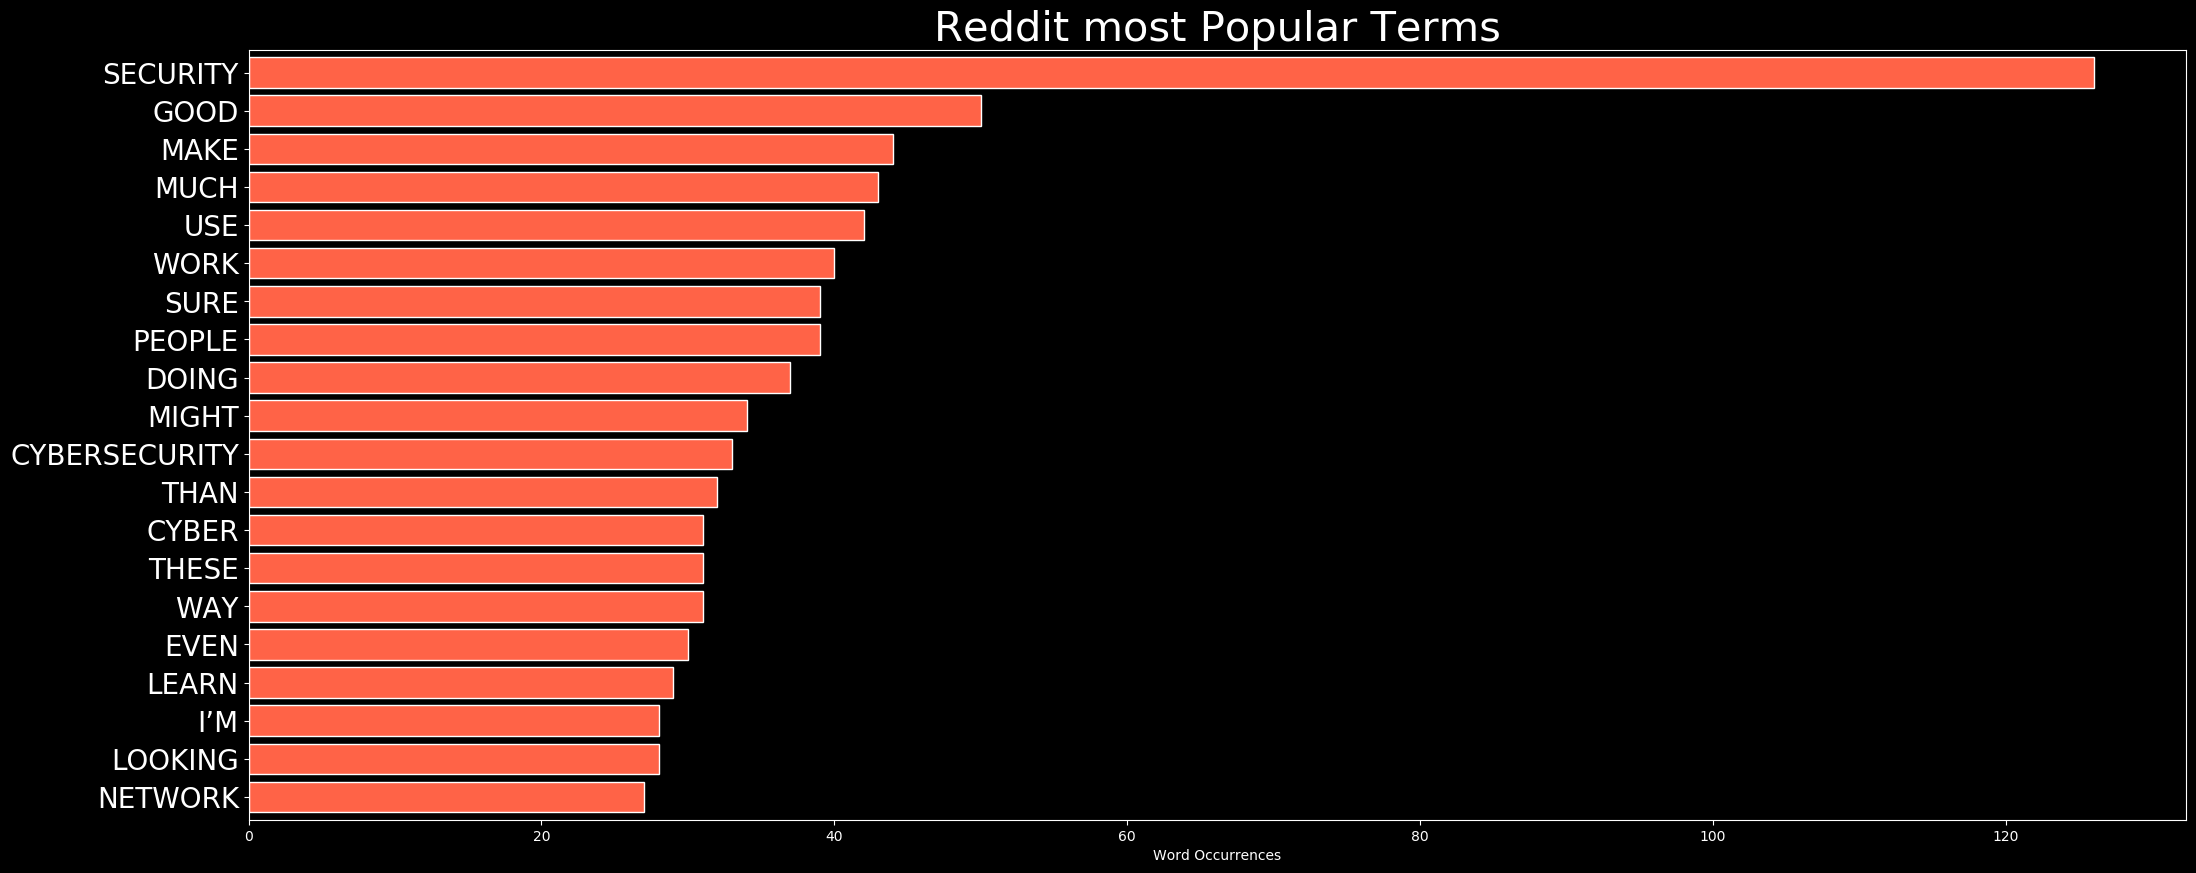 Reddit most Popular Terms
SECURITY
GOOD
MAKE
MUCH
USE
WORK
SURE
PEOPLE
DOING
MIGHT
CYBERSECURITY
THAN
CYBER
THESE
WAY
EVEN
LEARN
I’M
LOOKING
NETWORK
0 20 40 60 80 100 120
Word Occurrences